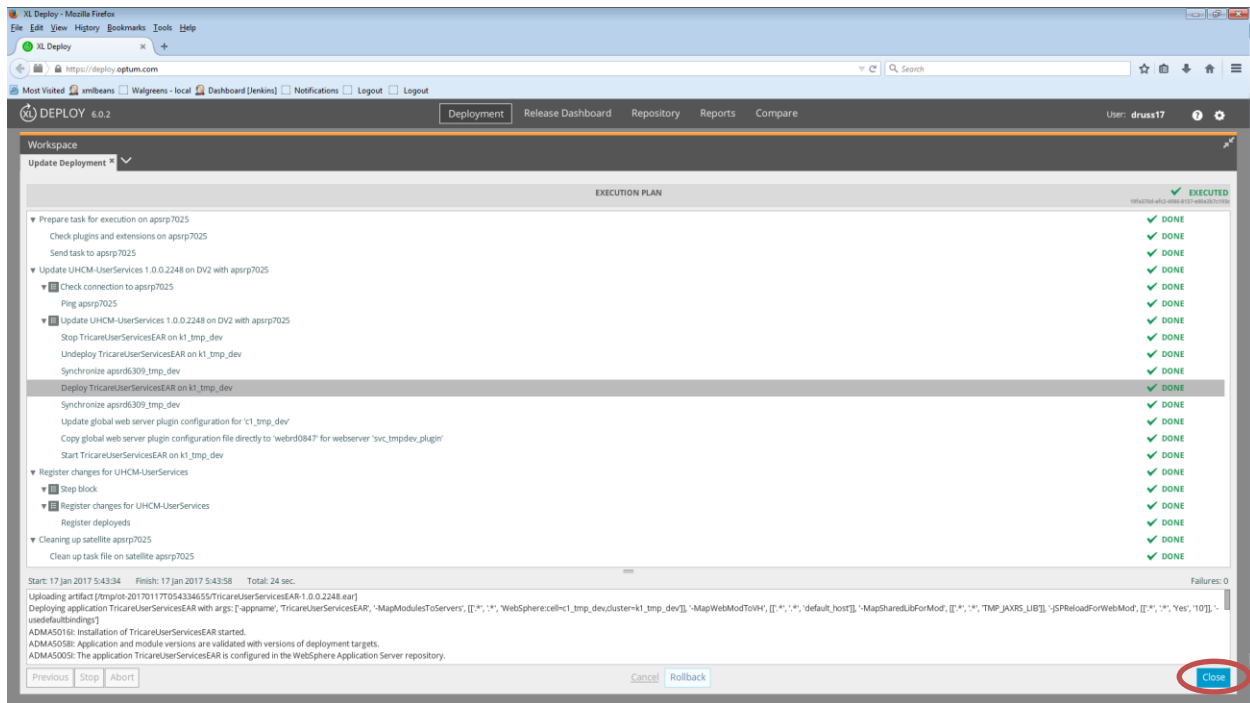 XL Deploy - Mozilla Firefox
File Edit View History Bookmarks Tools Help
XL Deploy
https://deploy.optum.com
Search
Most Visited xmlbeans Walgreens - local Dashboard [Jenkins] Notifications Logout Logout
XL DEPLOY 6.0.2 Deployment Release Dashboard Repository Reports Compare User: druss17
Workspace
Update Deployment
EXECUTION PLAN EXECUTED
Prepare task for execution on apsrp7025 DONE
Check plugins and extensions on apsrp7025 DONE
Send task to apsrp7025 DONE
Update UHCM-UserServices 1.0.0.2248 on DV2 with apsrp7025 DONE
Check connection to apsrp7025 DONE
Ping apsrp7025 DONE
Update UHCM-UserServices 1.0.0.2248 on DV2 with apsrp7025 DONE
Stop TricareUserServicesEAR on k1_tmp_dev DONE
Undeploy TricareUserServicesEAR on k1_tmp_dev DONE
Synchronize apsrd6309_tmp_dev DONE
Deploy TricareUserServicesEAR on k1_tmp_dev DONE
Synchronize apsrd6309_tmp_dev DONE
Update global web server plugin configuration for 'c1_tmp_dev' DONE
Copy global web server plugin configuration file directly to 'webrd0847' for webserver 'svc_tmpdev_plugin' DONE
Start TricareUserServicesEAR on k1_tmp_dev DONE
Register changes for UHCM-UserServices DONE
Step block DONE
Register changes for UHCM-UserServices DONE
Register deployeds DONE
Cleaning up satellite apsrp7025 DONE
Clean up task file on satellite apsrp7025 DONE
Start: 17 Jan 2017 5:43:34 Finish: 17 Jan 2017 5:43:58 Total: 24 sec. Failures: 0
Uploading artifact [/tmp/ot-20170117T054334655/TricareUserServicesEAR-1.0.0.2248.ear]
Deploying application TricareUserServicesEAR with args: ['-appname', 'TricareUserServicesEAR', '-MapModulesToServers', [['.*', '.*', 'WebSphere:cell=c1_tmp_dev,cluster=k1_tmp_dev']], '-MapWebModToVH', [['.*', '.*', 'default_host']], '-MapSharedLibForMod', [['.*', '.*', 'TMP_JAXRS_LIB']], '-JSPReloadForWebMod', [['.*', '.*', 'Yes', '10']], '-
usedefaultbindings']
ADMA5016I: Installation of TricareUserServicesEAR started.
ADMA5058I: Application and module versions are validated with versions of deployment targets.
ADMA5005I: The application TricareUserServicesEAR is configured in the WebSphere Application Server repository.
Previous Stop Abort Cancel Rollback Close